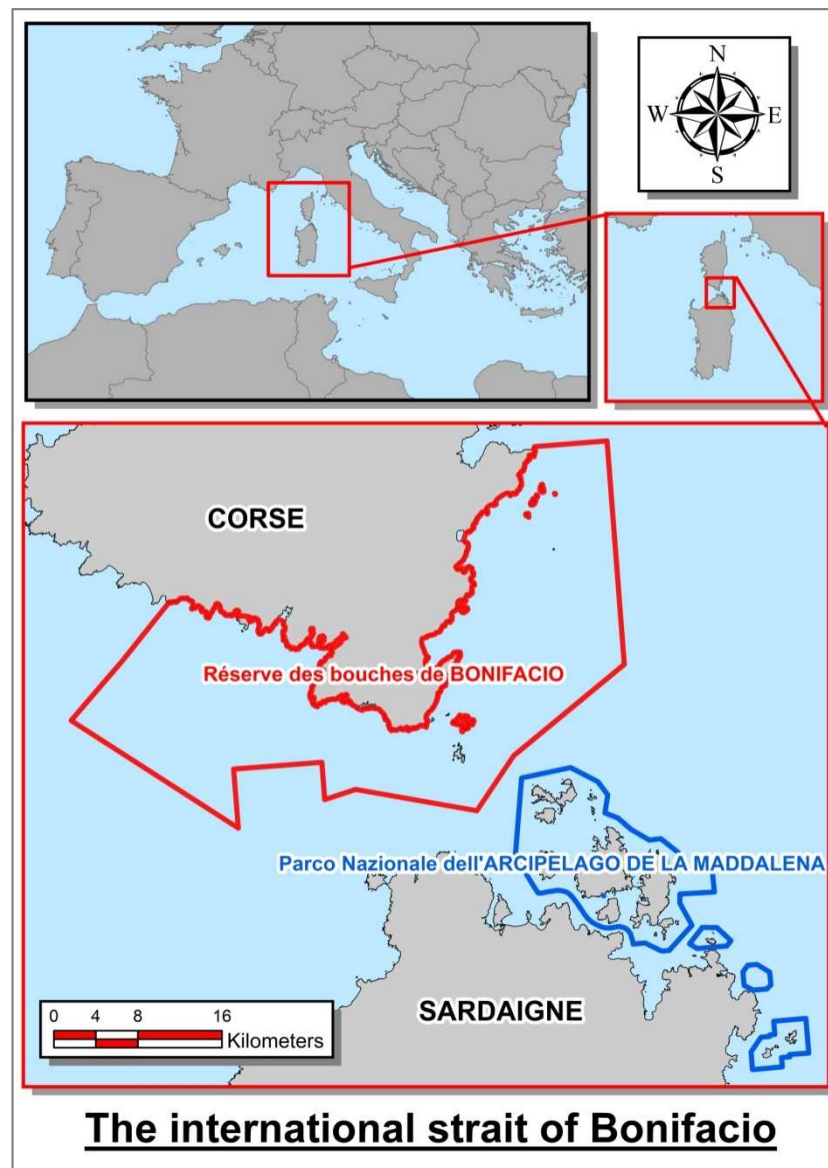 N
W E
S
CORSE
Réserve des bouches de BONIFACIO
Parco Nazionale dell'ARCIPELAGO DE LA MADDALENA
SARDAIGNE
0 4 8 16
Kilometers
The international strait of Bonifacio